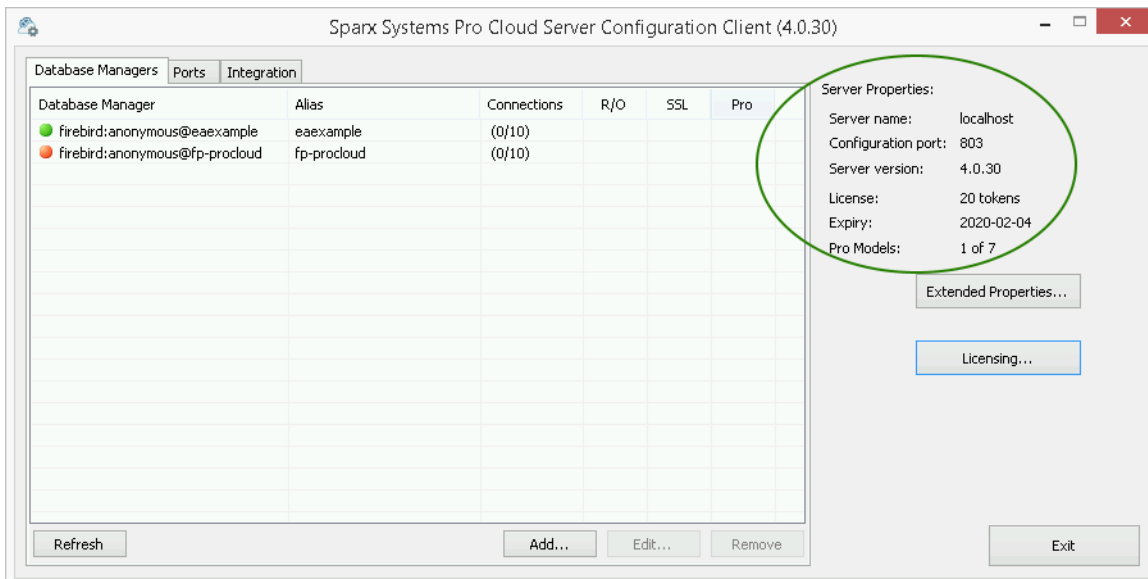 Sparx Systems Pro Cloud Server Configuration Client (4.0.30)
Database Managers Ports Integration
Database Manager Alias Connections R/O SSL Pro
firebird:anonymous@eaexample eaexample (0/10)
firebird:anonymous@fp-procloud fp-procloud (0/10)
Refresh Add... Edit... Remove
Server Properties:
Server name: localhost
Configuration port: 803
Server version: 4.0.30
License: 20 tokens
Expiry: 2020-02-04
Pro Models: 1 of 7
Extended Properties...
Licensing...
Exit